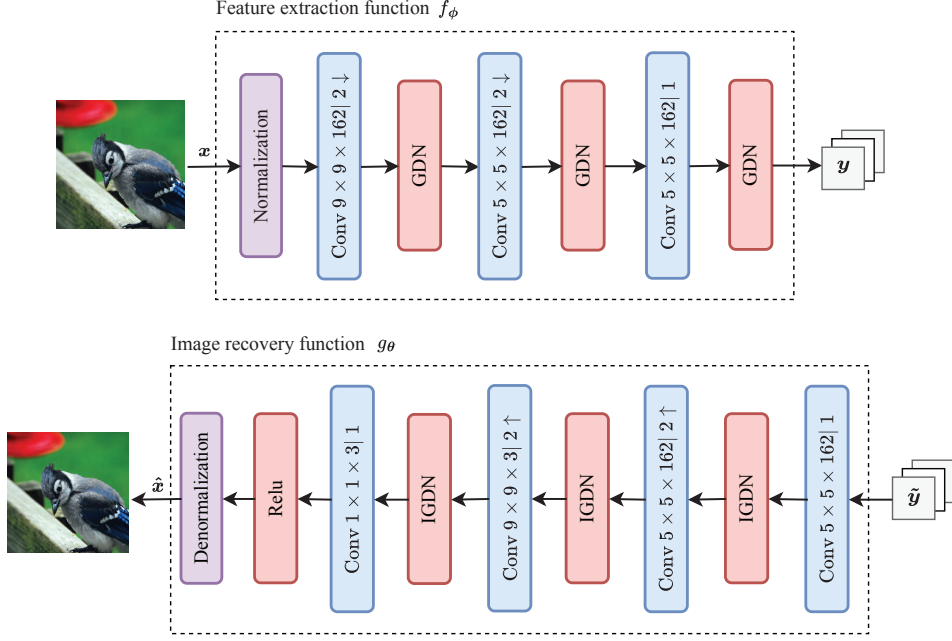 Feature extraction function f_ϕ
x
Normalization
Conv 9 × 9 × 162| 2 ↓
GDN
Conv 5 × 5 × 162| 2 ↓
GDN
Conv 5 × 5 × 162| 1
GDN
y
Image recovery function g_θ
x̂
Denormalization
Relu
Conv 1 × 1 × 3| 1
IGDN
Conv 9 × 9 × 3| 2 ↑
IGDN
Conv 5 × 5 × 162| 2 ↑
IGDN
Conv 5 × 5 × 162| 1
ỹ